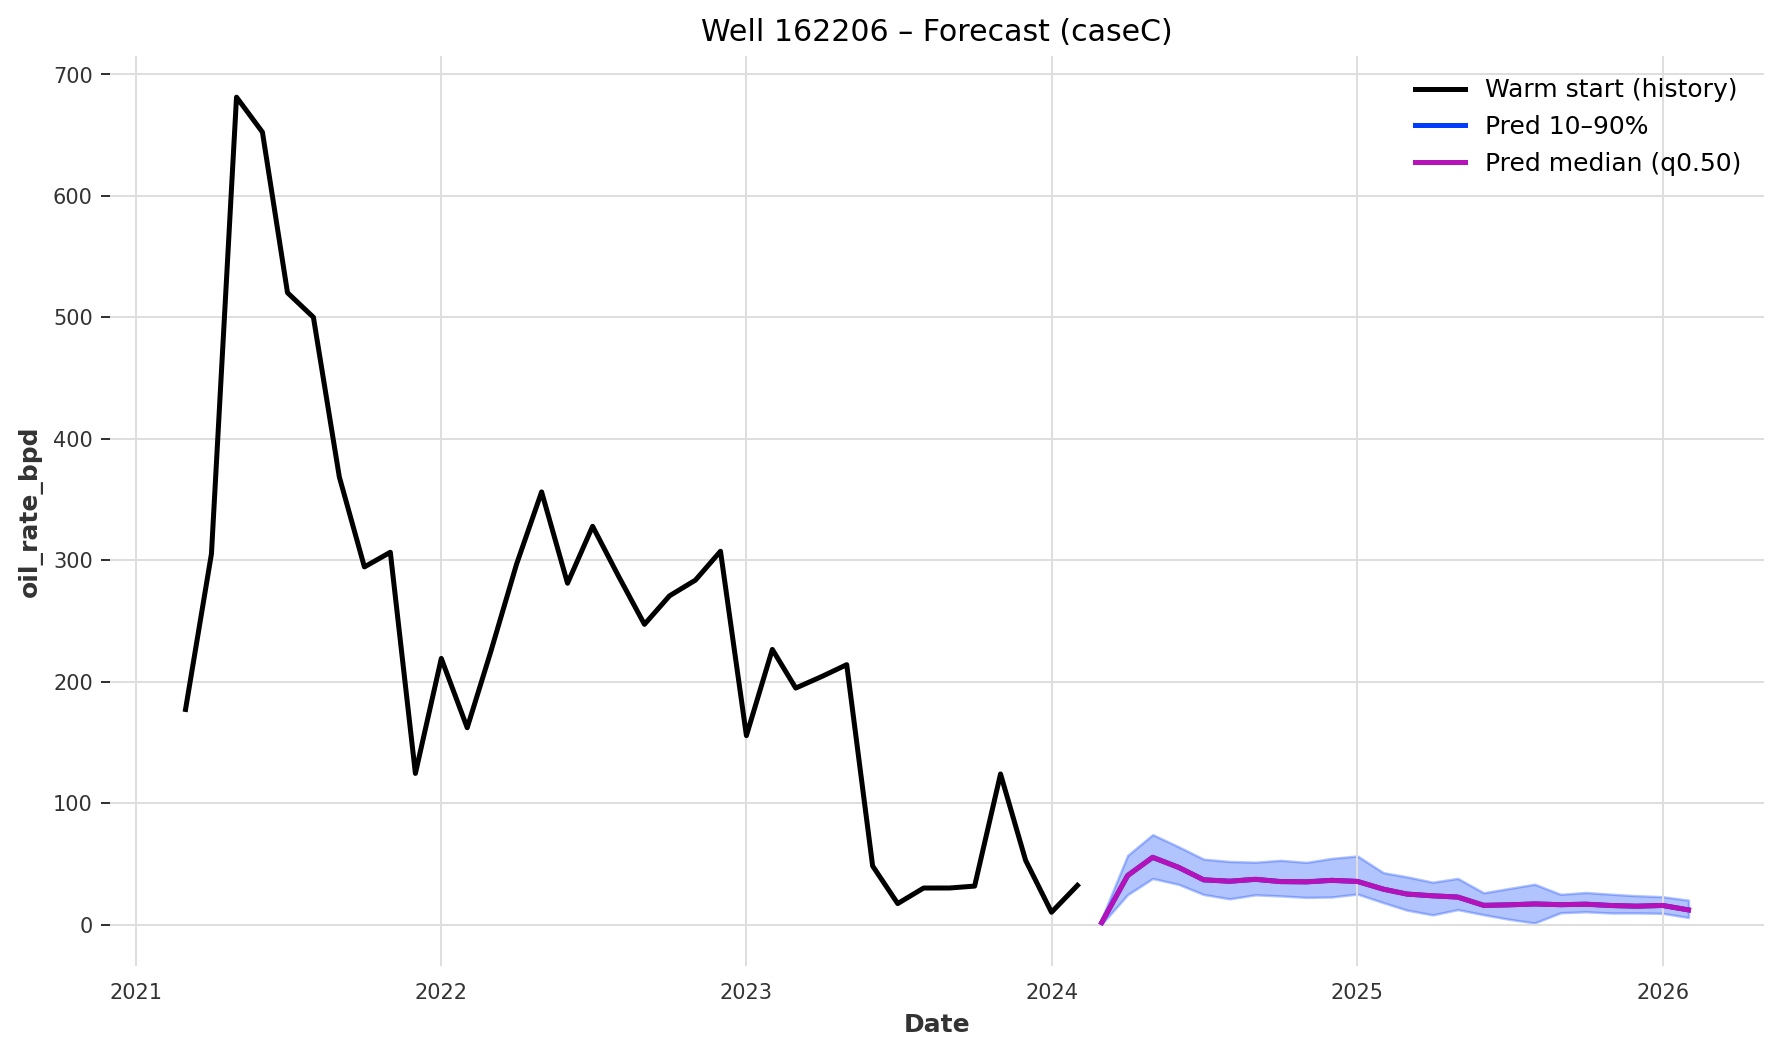 Well 162206 – Forecast (caseC)
Warm start (history)
Pred 10–90%
Pred median (q0.50)
oil_rate_bpd
700
600
500
400
300
200
100
0
2021
2022
2023
2024
2025
2026
Date